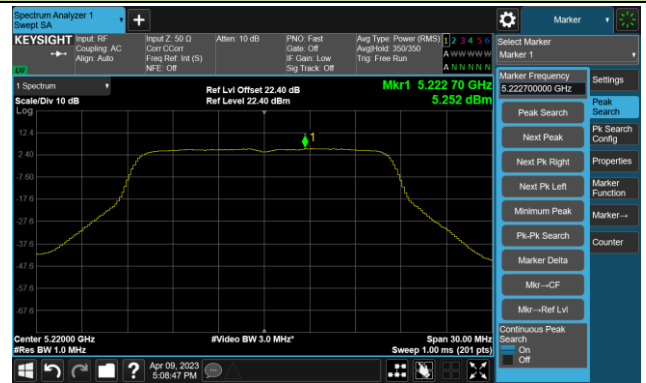 Spectrum Analyzer 1
Swept SA
+
Marker
KEYSIGHT
Input: RF
Coupling: AC
Align: Auto
Input Z: 50 Ω
Corr CCorr
Freq Ref: Int (S)
NFE: Off
Atten: 10 dB
PNO: Fast
Gate: Off
IF Gain: Low
Sig Track: Off
Avg Type: Power (RMS)
Avg|Hold: 350/350
Trig: Free Run
1 2 3 4 5 6
A W W W W W
A N N N N N
Select Marker
Marker 1
1 Spectrum
Scale/Div 10 dB
Log
Ref Lvl Offset 22.40 dB
Ref Level 22.40 dBm
Mkr1 5.222 70 GHz
5.252 dBm
12.4
2.40
-7.60
-17.6
-27.6
-37.6
-47.6
-57.6
-67.6
1
Center 5.22000 GHz
#Res BW 1.0 MHz
#Video BW 3.0 MHz*
Span 30.00 MHz
Sweep 1.00 ms (201 pts)
Marker Frequency
5.222700000 GHz
Peak Search
Next Peak
Next Pk Right
Next Pk Left
Minimum Peak
Pk-Pk Search
Marker Delta
Mkr→CF
Mkr→Ref Lvl
Continuous Peak
Search
On
Off
Settings
Peak
Search
Pk Search
Config
Properties
Marker
Function
Marker→
Counter
?
Apr 09, 2023
5:08:47 PM